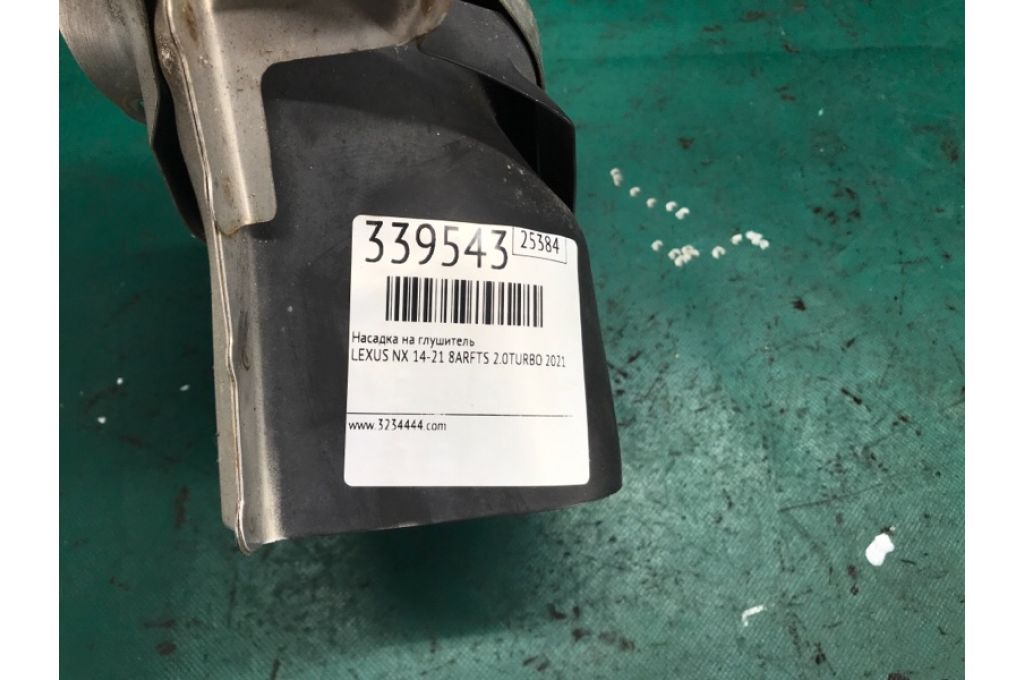 339543 25384
Насадка на глушитель
LEXUS NX 14-21 8ARFTS 2.0TURBO 2021
www.3234444.com